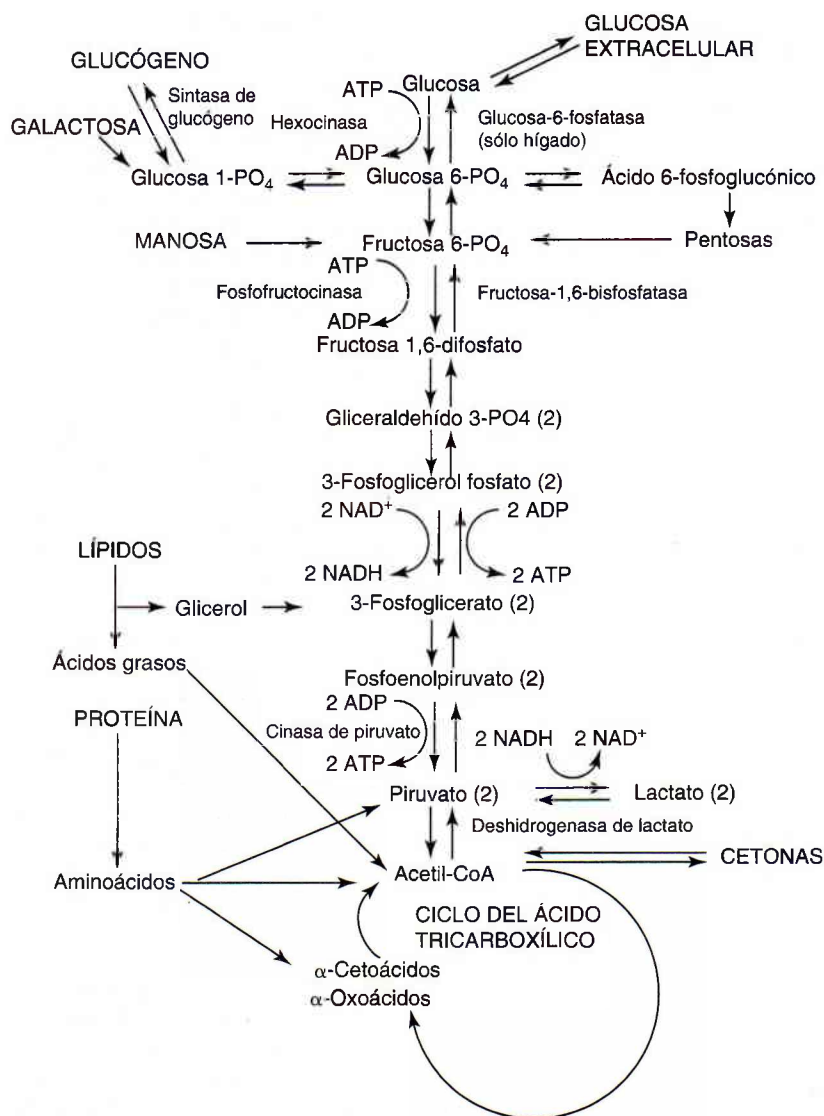 GLUCOSA
EXTRACELULAR
GLUCÓGENO
Sintasa de
glucógeno
GALACTOSA
ATP
Glucosa
Hexocinasa
Glucosa-6-fosfatasa
(sólo hígado)
ADP
Glucosa 1-PO₄
Glucosa 6-PO₄
Ácido 6-fosfoglucónico
MANOSA
Fructosa 6-PO₄
Pentosas
ATP
Fosfofructocinasa
Fructosa-1,6-bisfosfatasa
ADP
Fructosa 1,6-difosfato
Gliceraldehído 3-PO4 (2)
3-Fosfoglicerol fosfato (2)
2 NAD⁺
2 ADP
LÍPIDOS
2 NADH
2 ATP
Glicerol
3-Fosfoglicerato (2)
Ácidos grasos
Fosfoenolpiruvato (2)
PROTEÍNA
2 ADP
Cinasa de piruvato
2 NADH
2 NAD⁺
2 ATP
Piruvato (2)
Lactato (2)
Deshidrogenasa de lactato
CETONAS
Aminoácidos
Acetil-CoA
CICLO DEL ÁCIDO
TRICARBOXÍLICO
α-Cetoácidos
α-Oxoácidos